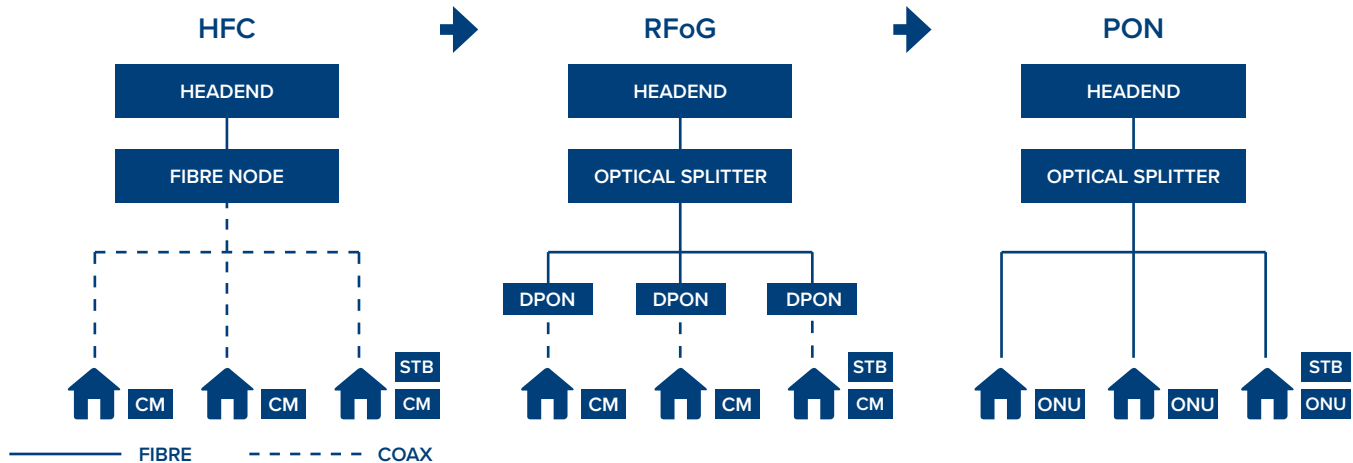 HFC
RFoG
PON
HEADEND
HEADEND
HEADEND
FIBRE NODE
OPTICAL SPLITTER
OPTICAL SPLITTER
DPON
DPON
DPON
STB
STB
STB
CM
CM
CM
CM
CM
CM
ONU
ONU
ONU
FIBRE
COAX